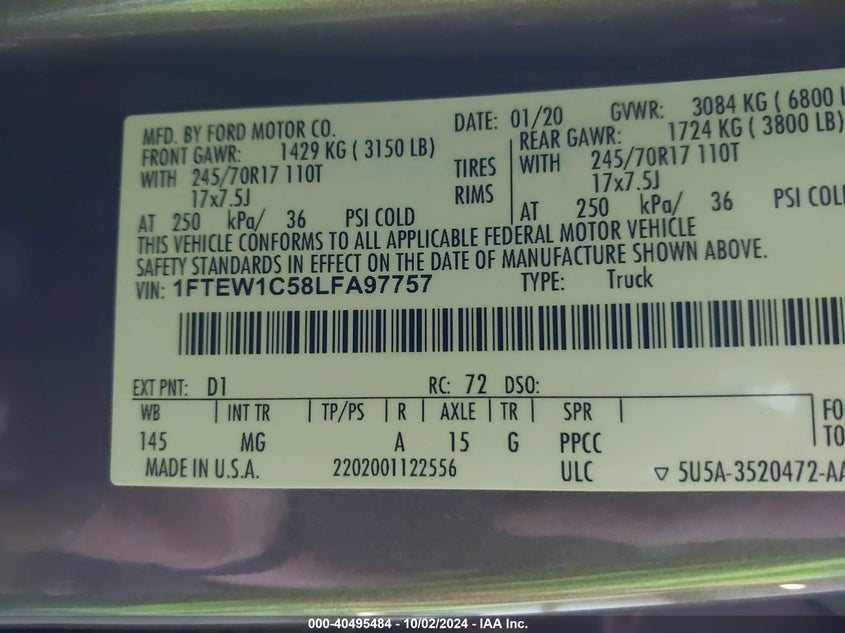 MFD. BY FORD MOTOR CO. DATE: 01/20 GVWR: 3084 KG ( 6800 L
FRONT GAWR: 1429 KG ( 3150 LB) REAR GAWR: 1724 KG ( 3800 LB)
WITH 245/70R17 110T TIRES WITH 245/70R17 110T
17x7.5J RIMS 17x7.5J
AT 250 kPa/ 36 PSI COLD AT 250 kPa/ 36 PSI COL
THIS VEHICLE CONFORMS TO ALL APPLICABLE FEDERAL MOTOR VEHICLE
SAFETY STANDARDS IN EFFECT ON THE DATE OF MANUFACTURE SHOWN ABOVE.
VIN: 1FTEW1C58LFA97757 TYPE: Truck
EXT PNT: D1 RC: 72 DSO:
WB | INT TR | TP/PS | R | AXLE | TR | SPR | FO
145 MG A 15 G PPCC TO
MADE IN U.S.A. 2202001122556 ULC ▽ 5U5A-3520472-AA
000-40495484 - 10/02/2024 - IAA Inc.